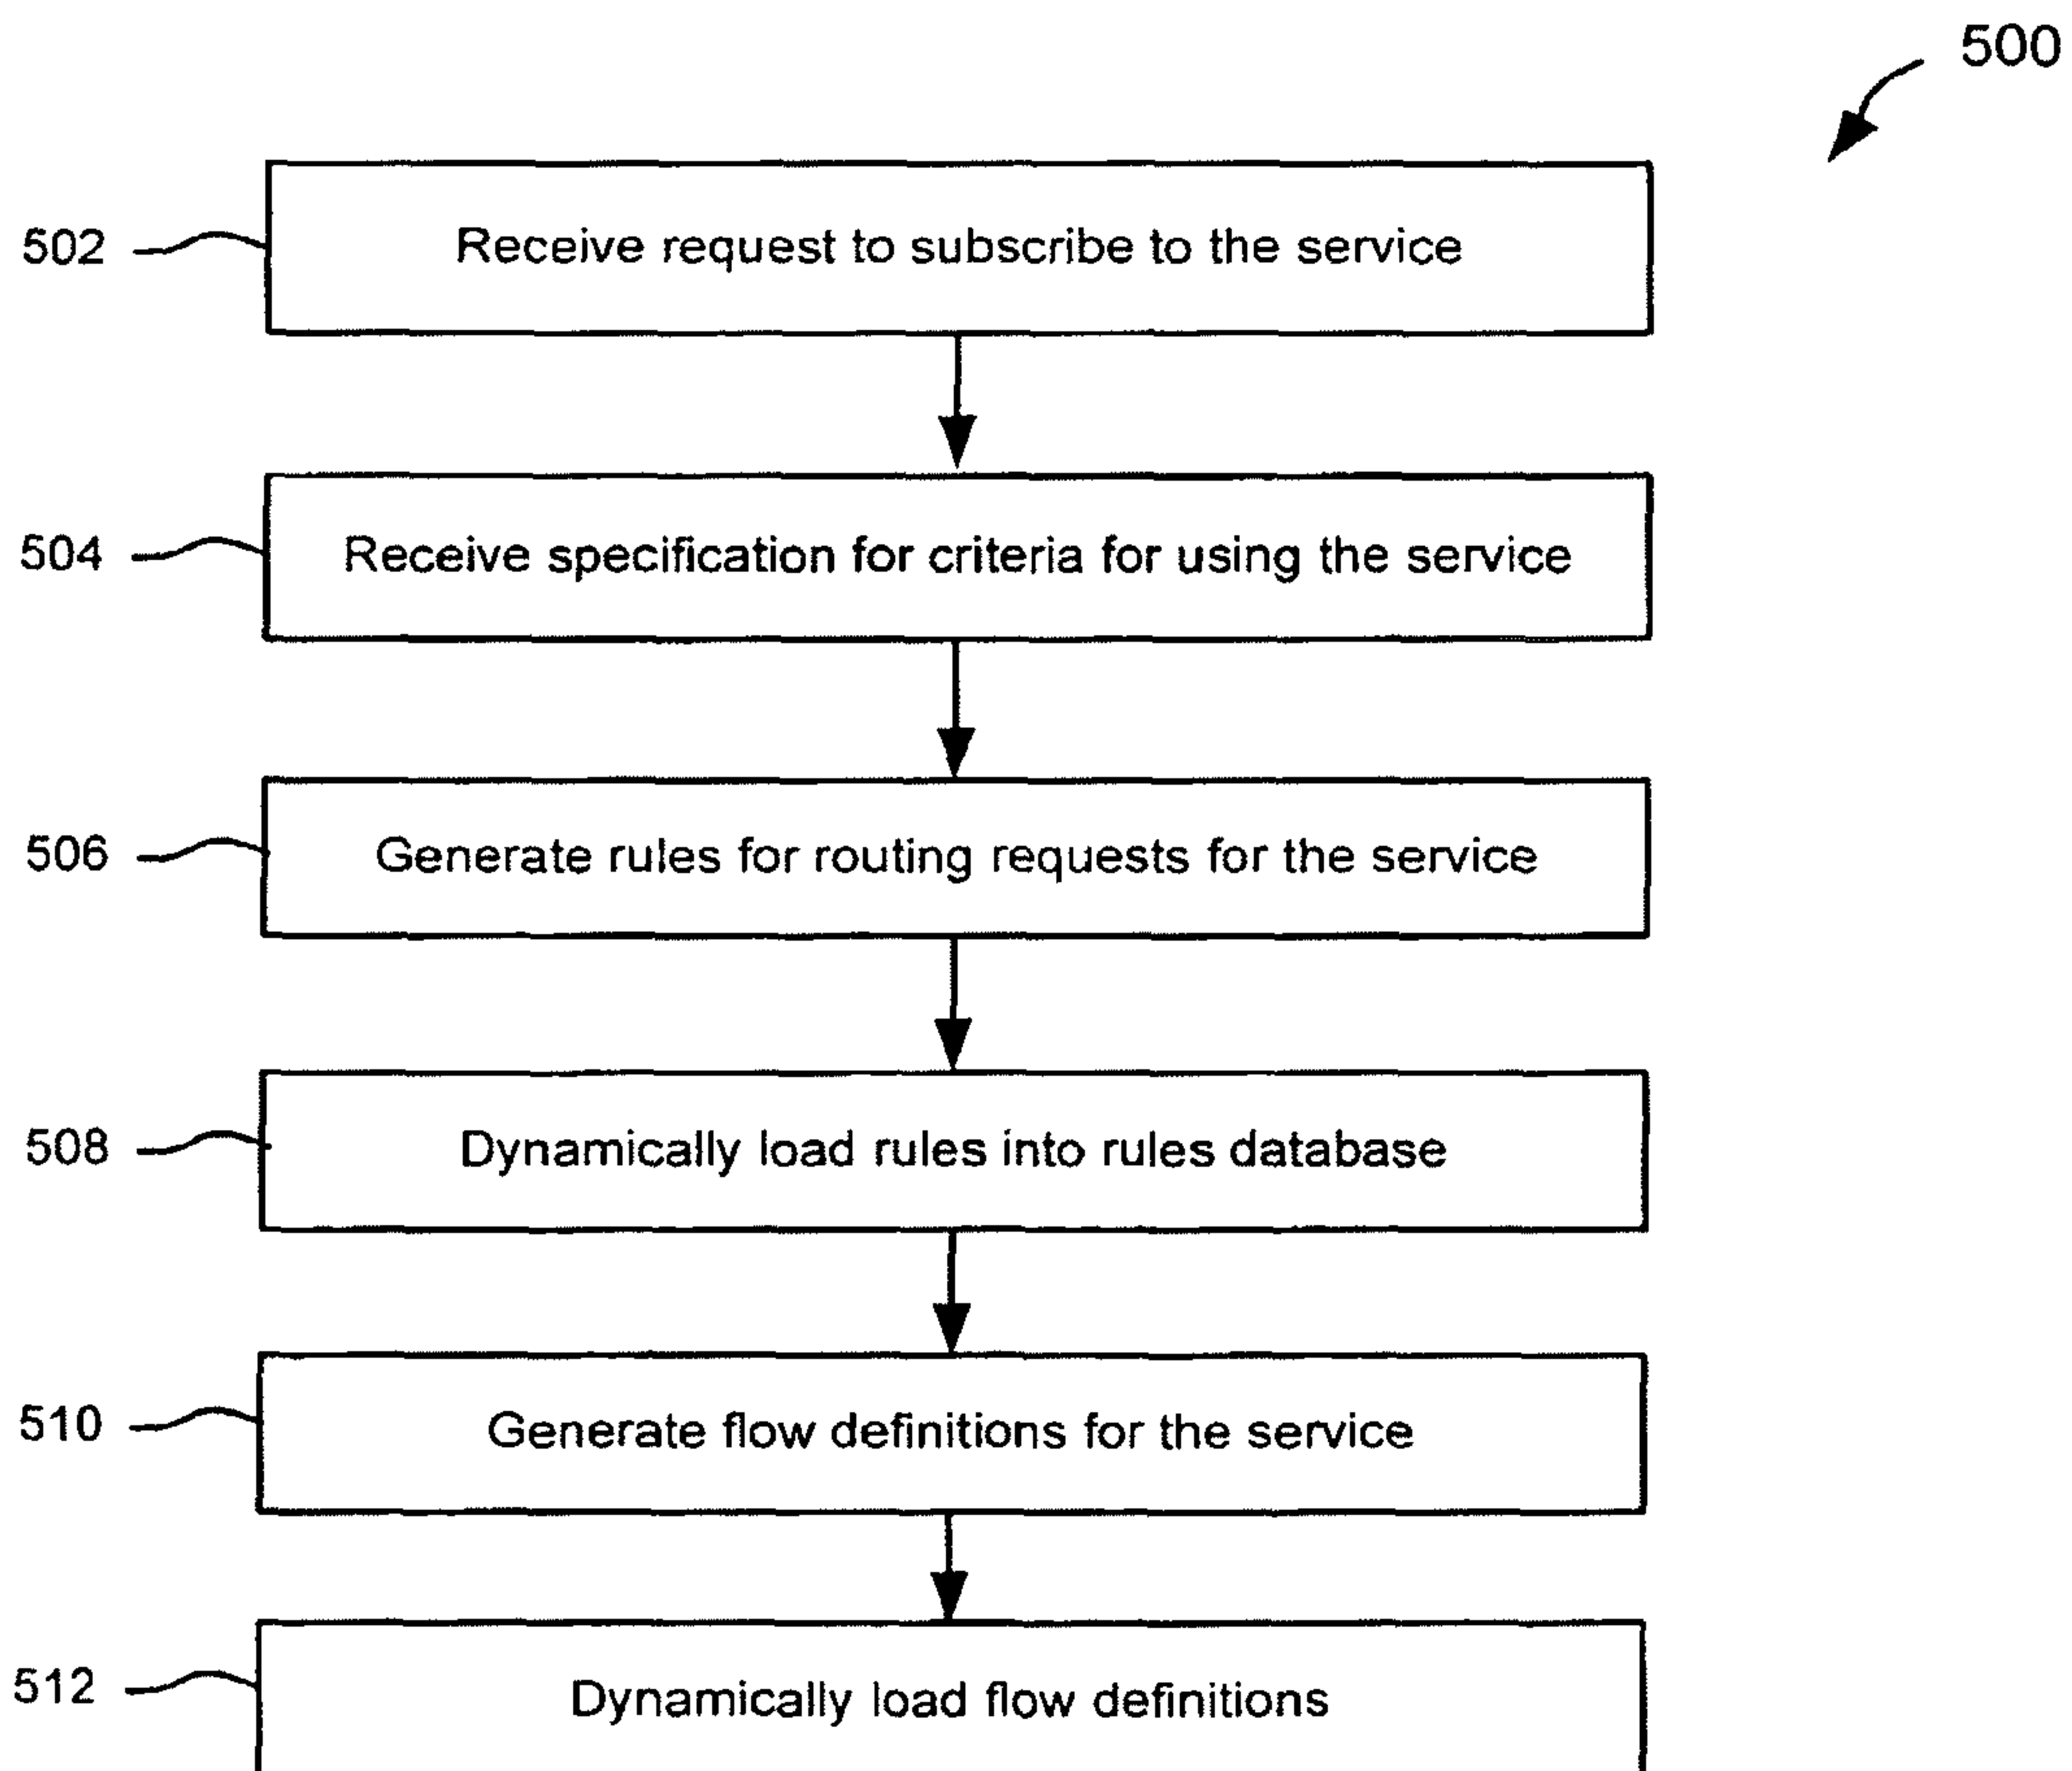 500
502 Receive request to subscribe to the service
504 Receive specification for criteria for using the service
506 Generate rules for routing requests for the service
508 Dynamically load rules into rules database
510 Generate flow definitions for the service
512 Dynamically load flow definitions